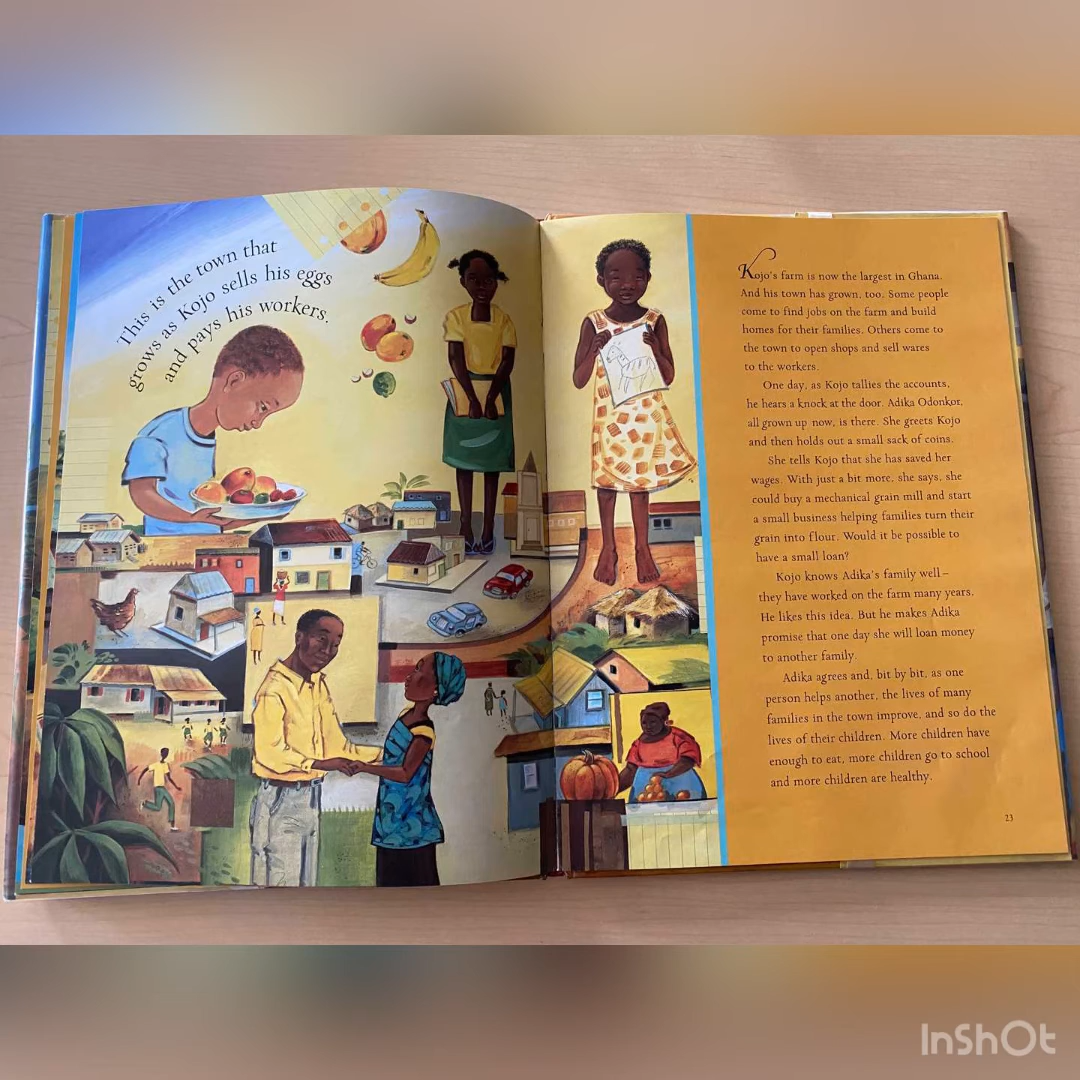 This is the town that
grows as Kojo sells his eggs
and pays his workers.
Kojo's farm is now the largest in Ghana.
And his town has grown, too. Some people
come to find jobs on the farm and build
homes for their families. Others come to
the town to open shops and sell wares
to the workers.
One day, as Kojo tallies the accounts,
he hears a knock at the door. Adika Odonkor,
all grown up now, is there. She greets Kojo
and then holds out a small sack of coins.
She tells Kojo that she has saved her
wages. With just a bit more, she says, she
could buy a mechanical grain mill and start
a small business helping families turn their
grain into flour. Would it be possible to
have a small loan?
Kojo knows Adika's family well—
they have worked on the farm many years.
He likes this idea. But he makes Adika
promise that one day she will loan money
to another family.
Adika agrees and, bit by bit, as one
person helps another, the lives of many
families in the town improve, and so do the
lives of their children. More children have
enough to eat, more children go to school
and more children are healthy.
23
InShOt